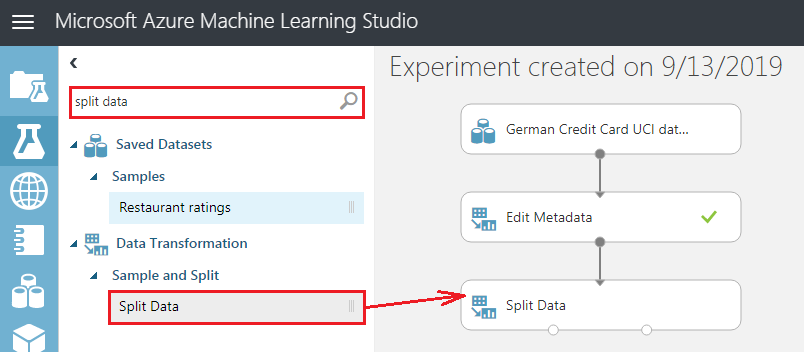 Microsoft Azure Machine Learning Studio
split data
Saved Datasets
Samples
Restaurant ratings
Data Transformation
Sample and Split
Split Data
Experiment created on 9/13/2019
German Credit Card UCI dat...
Edit Metadata
Split Data